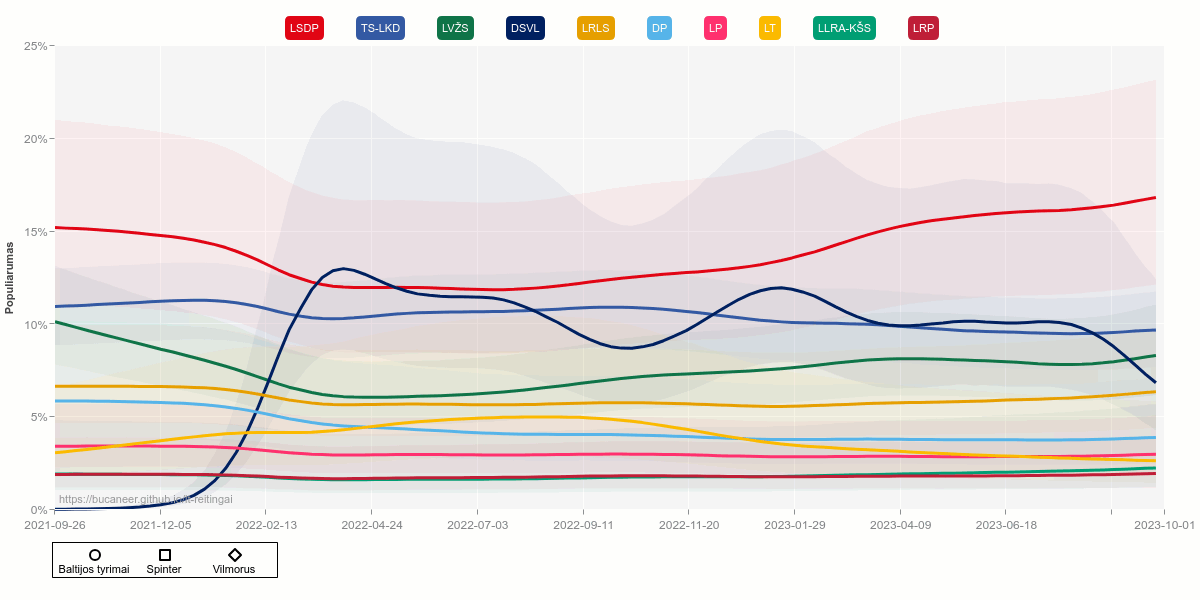 LSDP TS-LKD LVŽS DSVL LRLS DP LP LT LLRA-KŠS LRP
25%
20%
15%
10%
5%
0%
Populiarumas
https://bucaneer.github.io/lt-reitingai
2021-09-26 2021-12-05 2022-02-13 2022-04-24 2022-07-03 2022-09-11 2022-11-20 2023-01-29 2023-04-09 2023-06-18 2023-10-01
Baltijos tyrimai Spinter Vilmorus